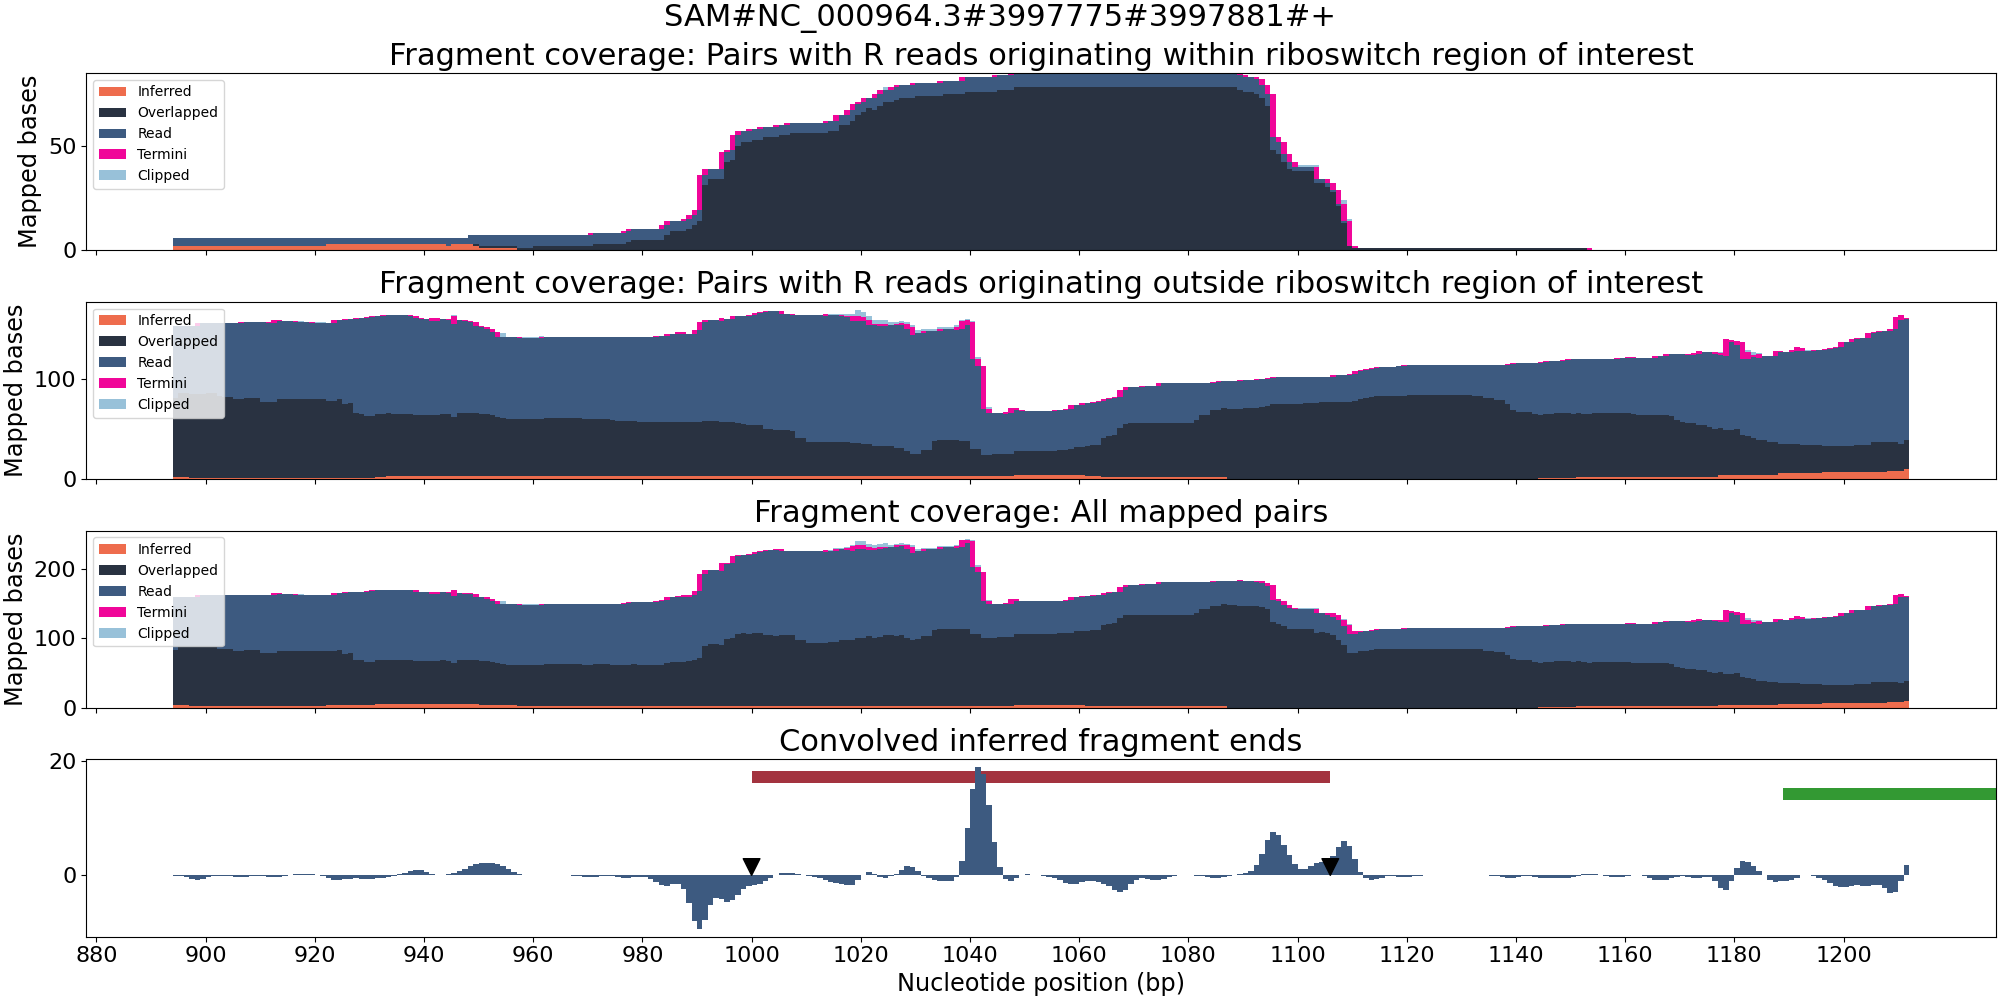 SAM#NC_000964.3#3997775#3997881#+
Fragment coverage: Pairs with R reads originating within riboswitch region of interest
Mapped bases
50
0
Inferred
Overlapped
Read
Termini
Clipped
Fragment coverage: Pairs with R reads originating outside riboswitch region of interest
Mapped bases
100
0
Inferred
Overlapped
Read
Termini
Clipped
Fragment coverage: All mapped pairs
Mapped bases
200
100
0
Inferred
Overlapped
Read
Termini
Clipped
Convolved inferred fragment ends
20
0
880 900 920 940 960 980 1000 1020 1040 1060 1080 1100 1120 1140 1160 1180 1200
Nucleotide position (bp)